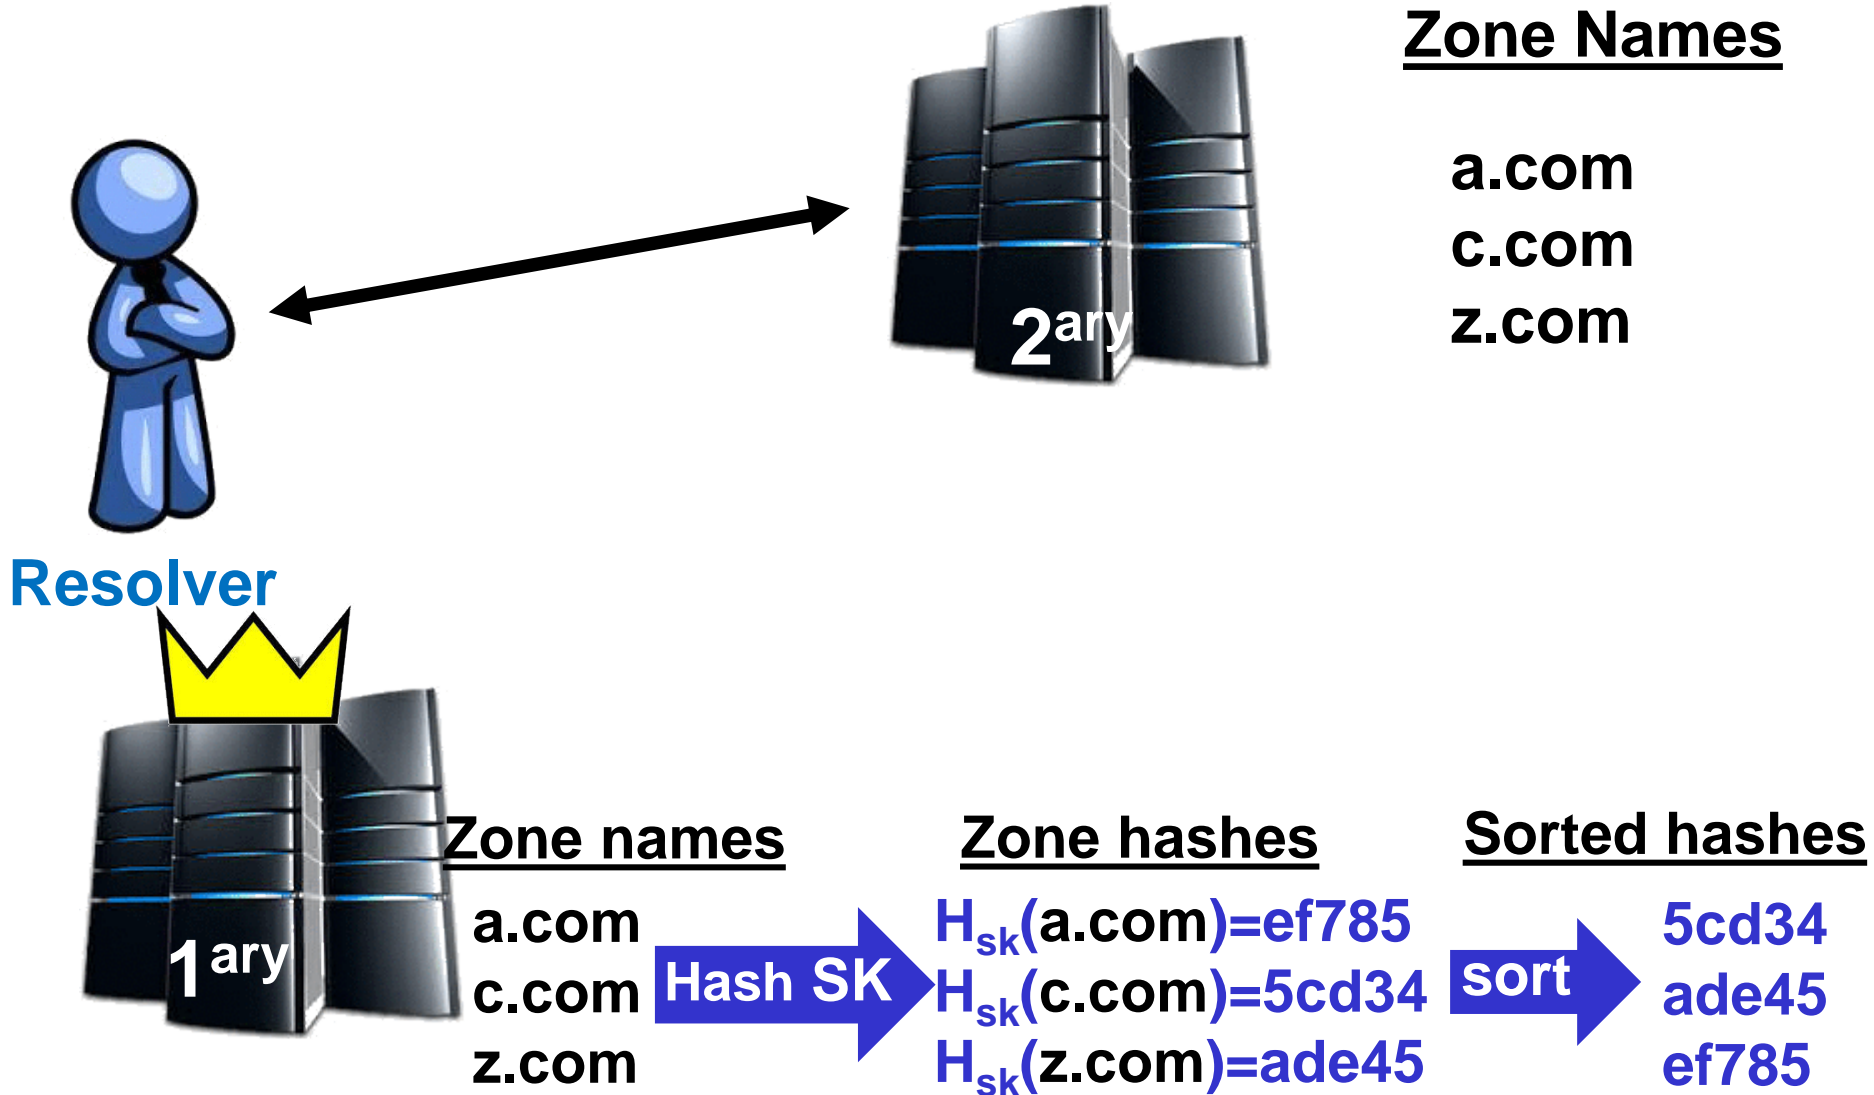 Zone Names
a.com
c.com
z.com
2ary
Resolver
1ary
Zone names
a.com
c.com
z.com
Hash SK
Zone hashes
Hsk(a.com)=ef785
Hsk(c.com)=5cd34
Hsk(z.com)=ade45
sort
Sorted hashes
5cd34
ade45
ef785